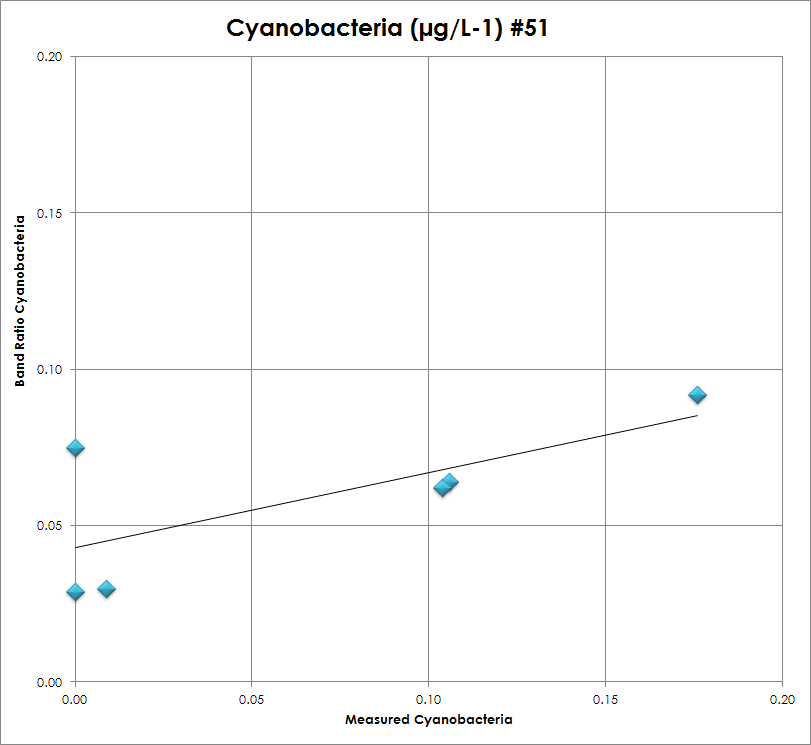 Cyanobacteria (µg/L-1) #51
0.20
0.15
0.10
0.05
0.00
Band Ratio Cyanobacteria
0.00 0.05 0.10 0.15 0.20
Measured Cyanobacteria